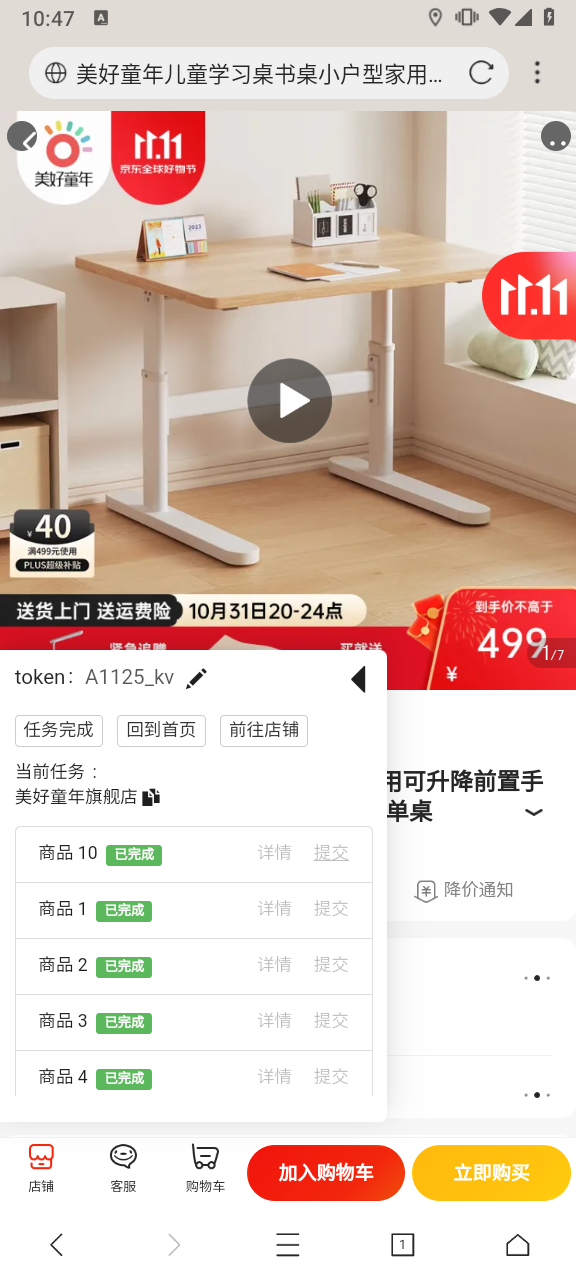 10:47
A
美好童年儿童学习桌书桌小户型家用...
美好童年
11.11
京东全球好物节
2023
11.11
¥40
满499元使用
PLUS超级补贴
送货上门 送运费险 10月31日20-24点
到手价不高于
¥499
1/7
紧急追赠
买就送
token: A1125_kv
任务完成
回到首页
前往店铺
当前任务：
美好童年旗舰店
用可升降前置手
单桌
降价通知
商品 10 已完成 详情 提交
商品 1 已完成 详情 提交
商品 2 已完成 详情 提交
商品 3 已完成 详情 提交
商品 4 已完成 详情 提交
店铺
客服
购物车
加入购物车
立即购买
1